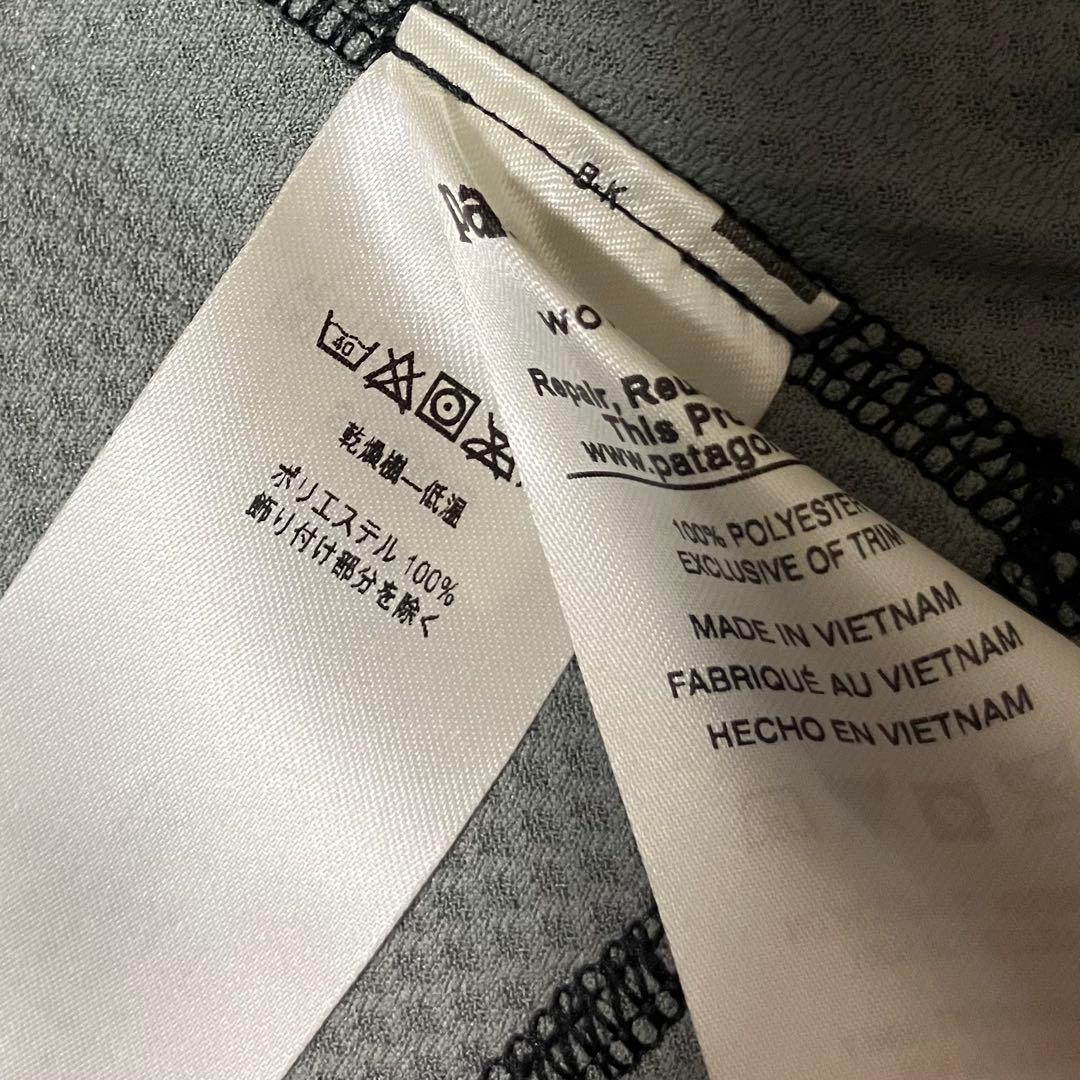 B-K
40
乾燥機—低温
ポリエステル 100%
飾り付け部分を除く
pa
WO
Repair, Reu
This Pr
www.patago
100% POLYESTER
EXCLUSIVE OF TRIM
MADE IN VIETNAM
FABRIQUÉ AU VIETNAM
HECHO EN VIETNAM